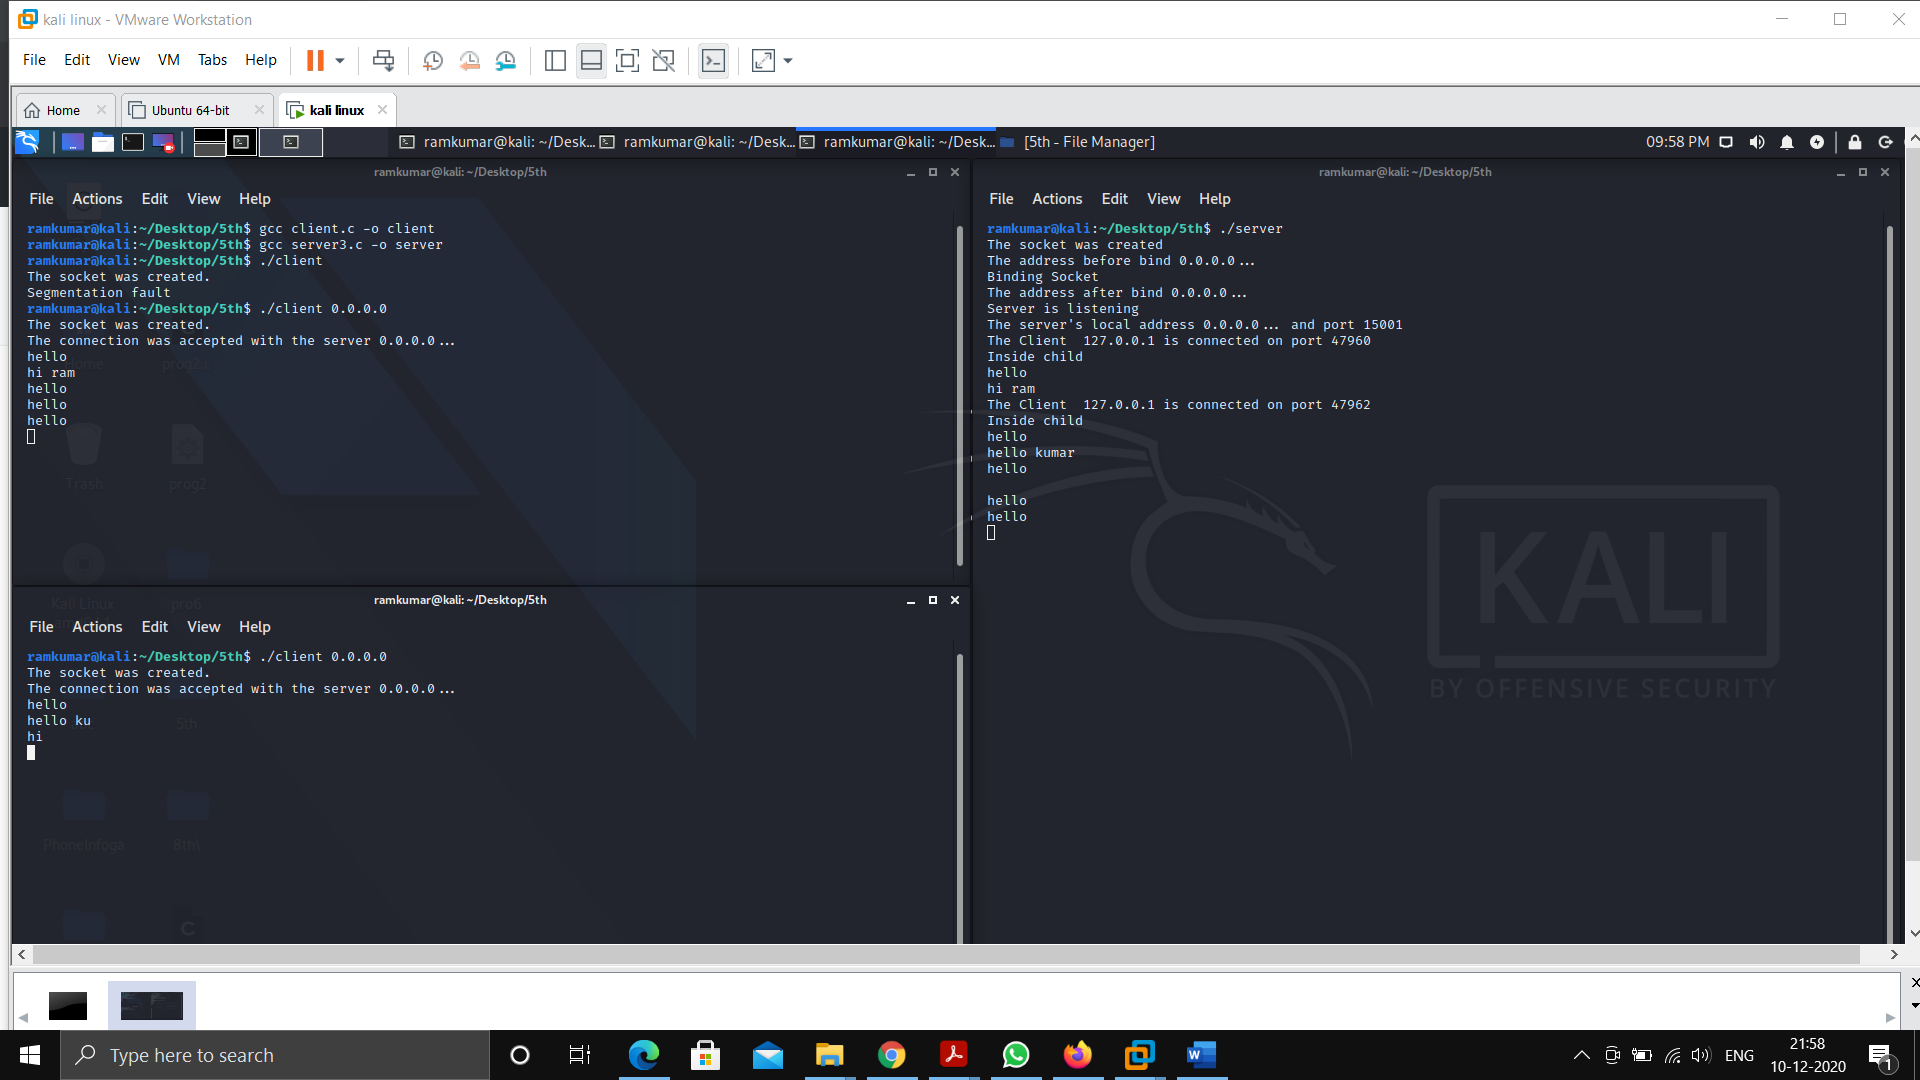 kali linux - VMware Workstation
File Edit View VM Tabs Help
Home Ubuntu 64-bit kali linux
ramkumar@kali: ~/Desk... ramkumar@kali: ~/Desk... ramkumar@kali: ~/Desk... [5th - File Manager] 09:58 PM
ramkumar@kali: ~/Desktop/5th
File Actions Edit View Help
ramkumar@kali:~/Desktop/5th$ gcc client.c -o client
ramkumar@kali:~/Desktop/5th$ gcc server3.c -o server
ramkumar@kali:~/Desktop/5th$ ./client
The socket was created.
Segmentation fault
ramkumar@kali:~/Desktop/5th$ ./client 0.0.0.0
The socket was created.
The connection was accepted with the server 0.0.0.0...
hello
hi ram
hello
hello
hello
Home prog2.c
Trash prog2
Kali Linux pro6
ramkumar@kali: ~/Desktop/5th
File Actions Edit View Help
ramkumar@kali:~/Desktop/5th$ ./client 0.0.0.0
The socket was created.
The connection was accepted with the server 0.0.0.0...
hello
hello ku
hi
5th
PhoneInfoga 8th
ramkumar@kali: ~/Desktop/5th
File Actions Edit View Help
ramkumar@kali:~/Desktop/5th$ ./server
The socket was created
The address before bind 0.0.0.0...
Binding Socket
The address after bind 0.0.0.0...
Server is listening
The server's local address 0.0.0.0... and port 15001
The Client  127.0.0.1 is connected on port 47960
Inside child
hello
hi ram
The Client  127.0.0.1 is connected on port 47962
Inside child
hello
hello kumar
hello
hello
hello
KALI
BY OFFENSIVE SECURITY
Type here to search
ENG
21:58
10-12-2020
1